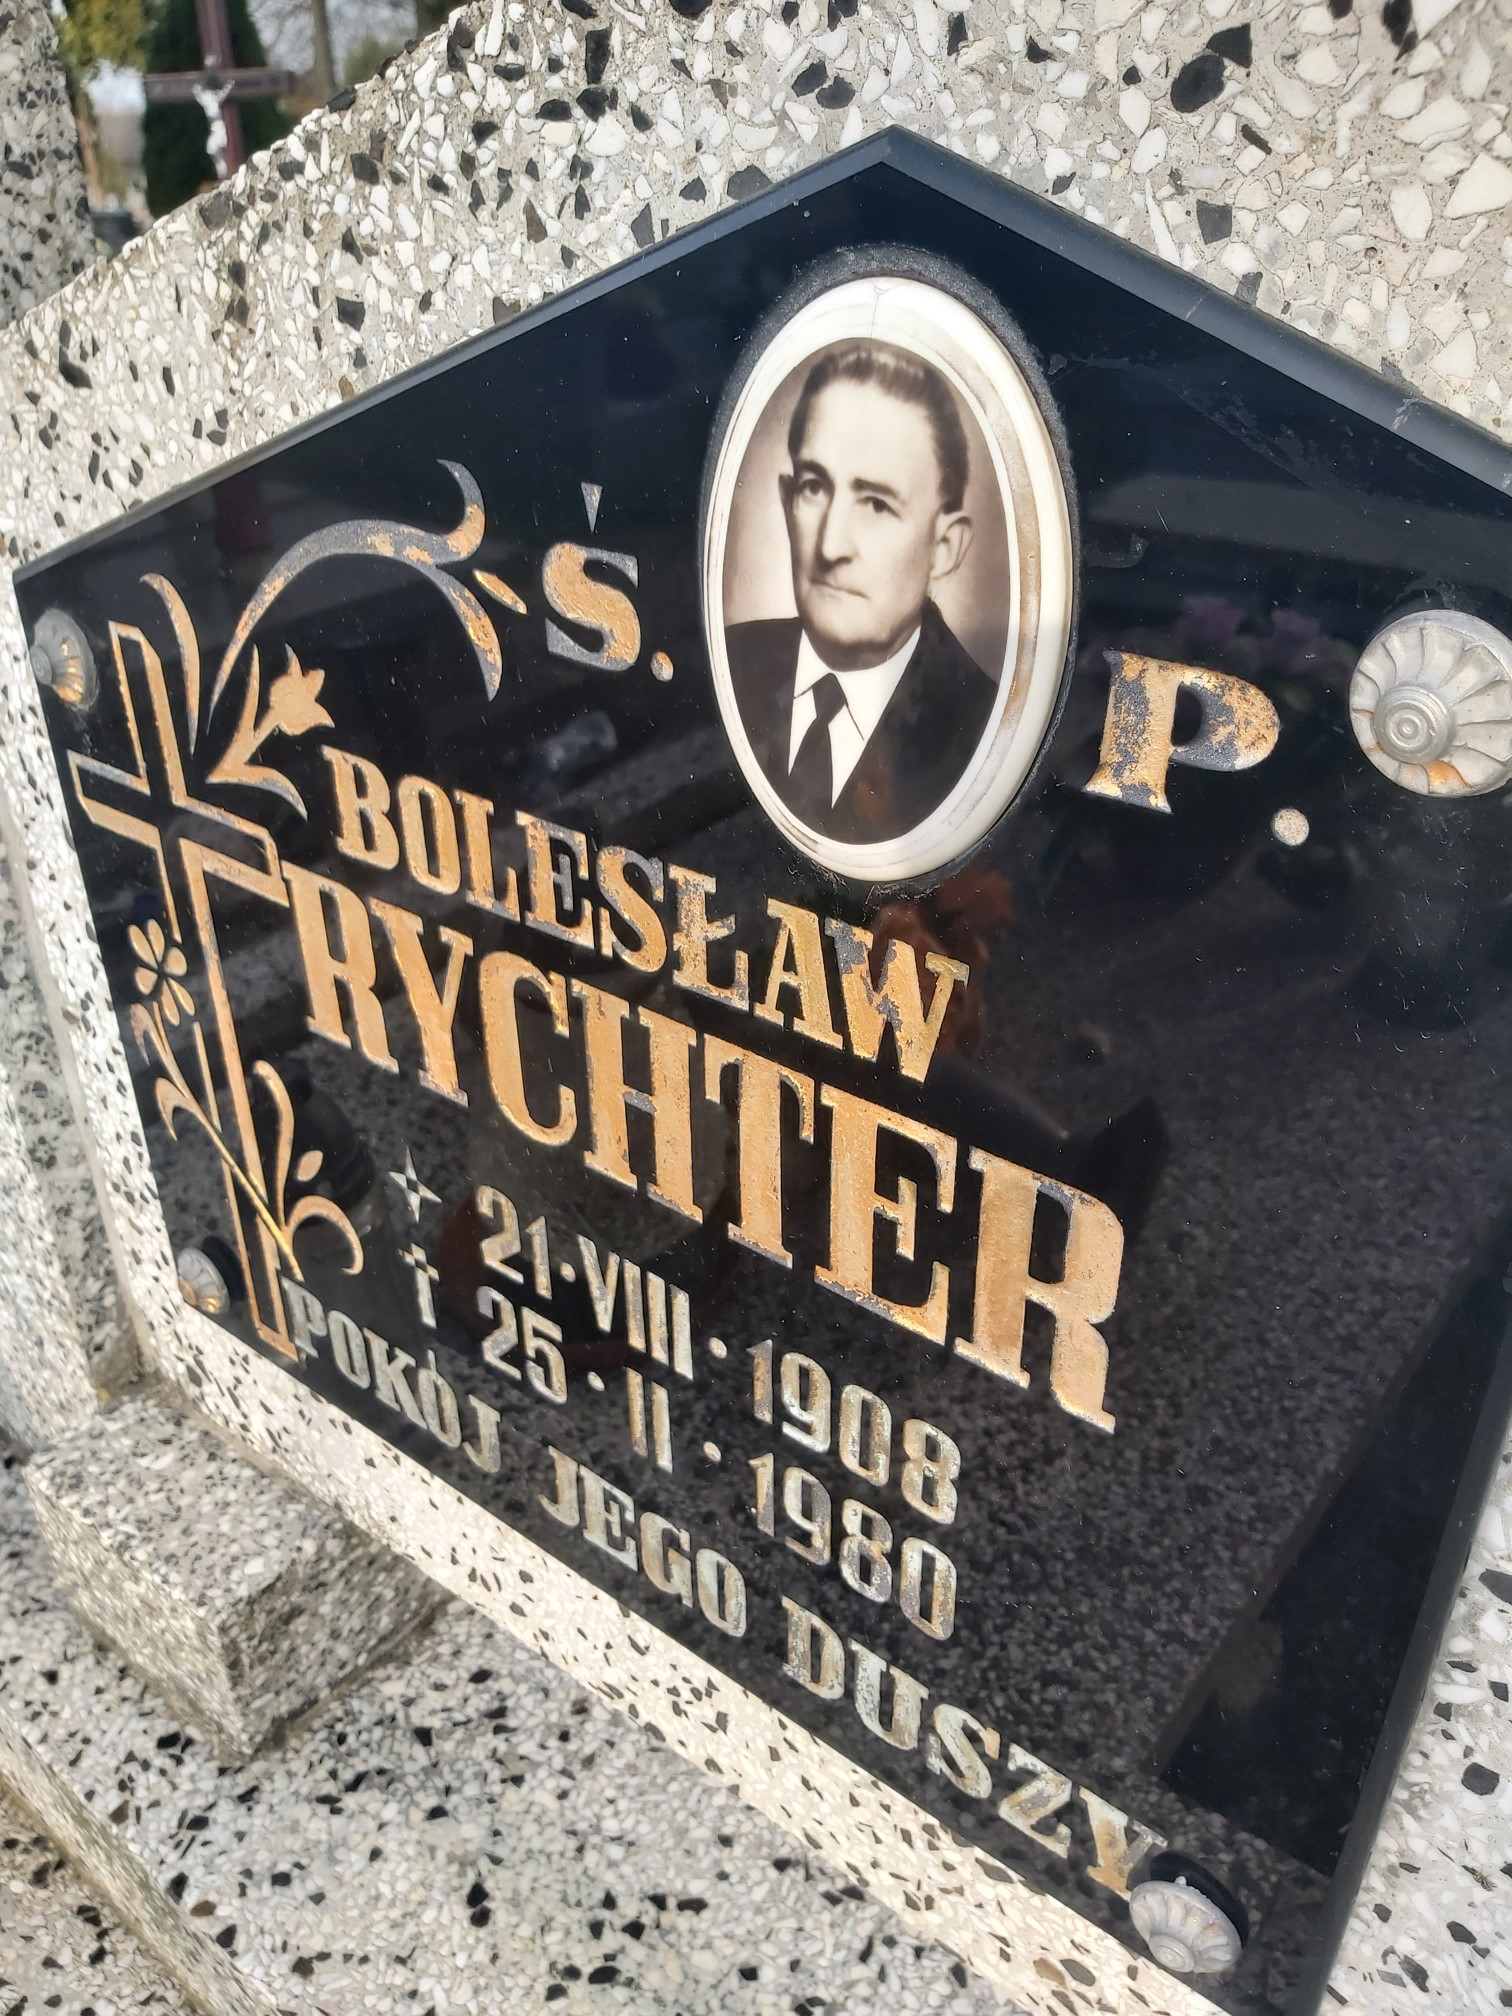 Ś. P.
BOLESŁAW
RYCHTER
21·VIII·1908
† 25·II·1980
POKÓJ JEGO DUSZY